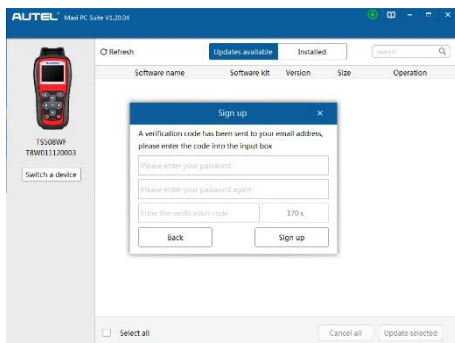 AUTEL Maxi PC Suite V1.20.04
Refresh
Updates available
Installed
search
Software name
Software kit
Version
Size
Operation
TS508WF
T8W011120003
Switch a device
Sign up
A verification code has been sent to your email address,
please enter the code into the input box
Please enter your password
Please enter your password again
Enter the verification code
170 s
Back
Sign up
Select all
Cancel all
Update selected